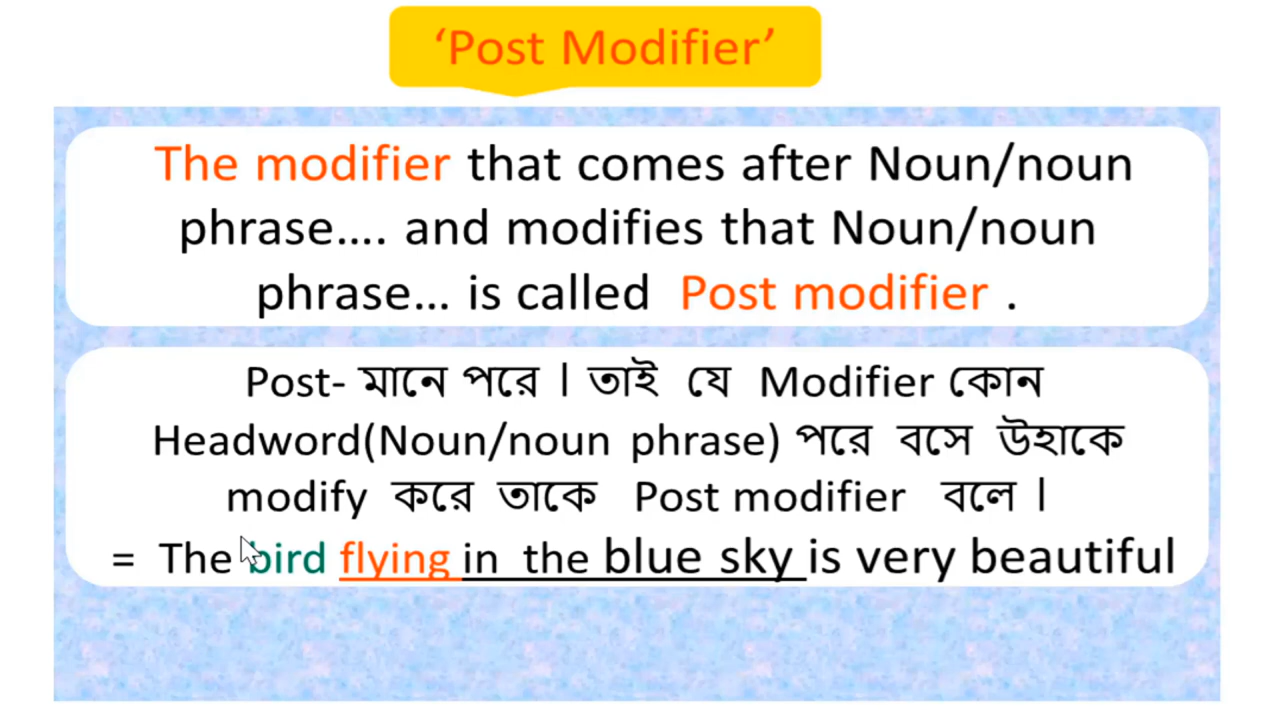 ‘Post Modifier’
The modifier that comes after Noun/noun
phrase.... and modifies that Noun/noun
phrase... is called Post modifier .
Post- মানে পরে । তাই যে Modifier কোন
Headword(Noun/noun phrase) পরে বসে উহাকে
modify করে তাকে Post modifier বলে ।
= The bird flying in the blue sky is very beautiful